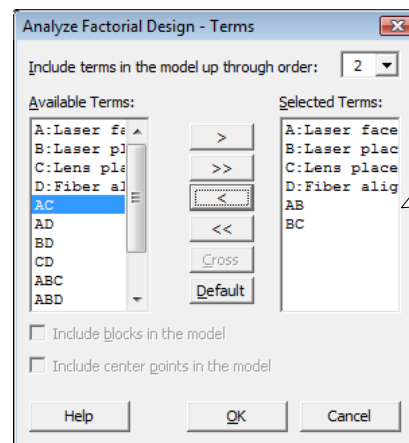 Analyze Factorial Design - Terms
Include terms in the model up through order: 2
Available Terms:
A:Laser fa
B:Laser pl
C:Lens pla
D:Fiber al
AC
AD
BD
CD
ABC
ABD
>
>>
<
<<
Cross
Default
Selected Terms:
A:Laser face
B:Laser plac
C:Lens place
D:Fiber alig
AB
BC
Include blocks in the model
Include center points in the model
Help
OK
Cancel